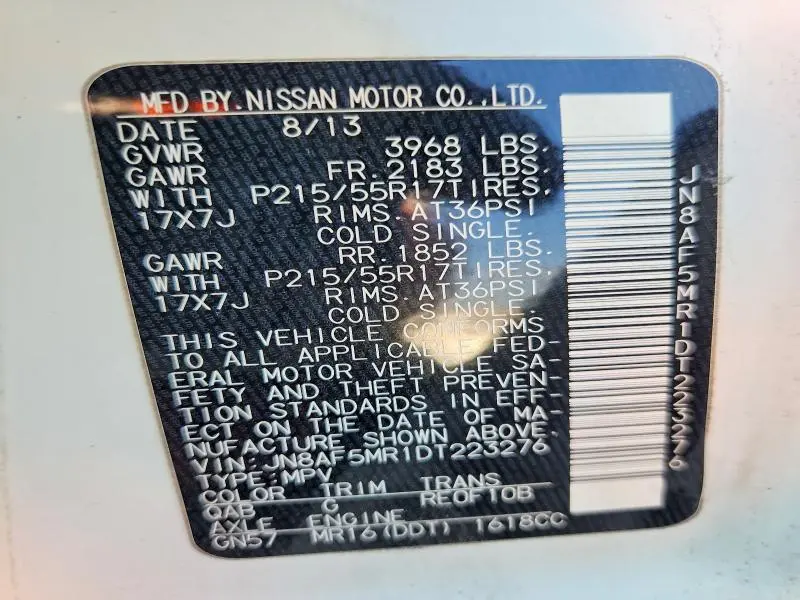 MFD BY.NISSAN MOTOR CO.,LTD.
DATE 8/13
GVWR 3968 LBS.
GAWR FR. 2183 LBS.
WITH P215/55R17TIRES.
17X7J RIMS. AT36PSI
COLD SINGLE.
GAWR RR. 1852 LBS.
WITH P215/55R17TIRES.
17X7J RIMS. AT36PSI
COLD SINGLE.
THIS VEHICLE CONFORMS
TO ALL APPLICABLE FED-
ERAL MOTOR VEHICLE SA-
FETY AND THEFT PREVEN-
TION STANDARDS IN EFF-
ECT ON THE DATE OF MA-
NUFACTURE SHOWN ABOVE.
VIN:JN8AF5MR1DT223276
TYPE:MPV
COLOR TRIM TRANS
QAB G RE0F10B
AXLE ENGINE
GN57 MR16(DDT) 1618CC
JN8AF5MR1DT223276